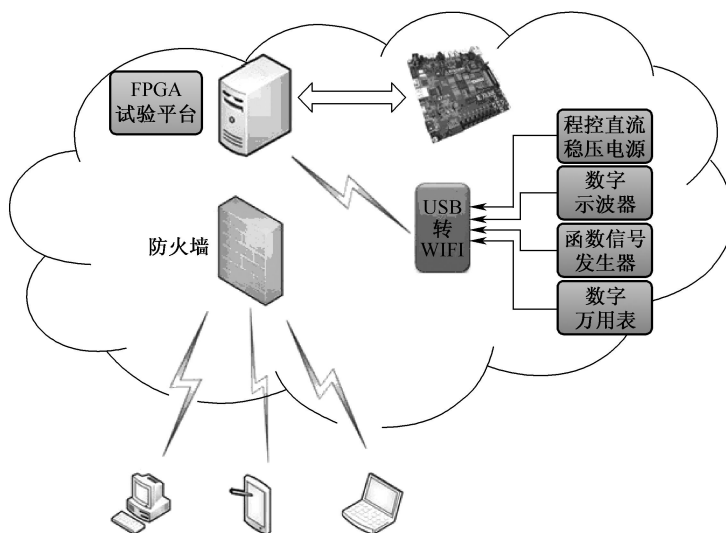 FPGA
试验平台
程控直流
稳压电源
数字
示波器
USB
转
WIFI
函数信号
发生器
防火墙
数字
万用表